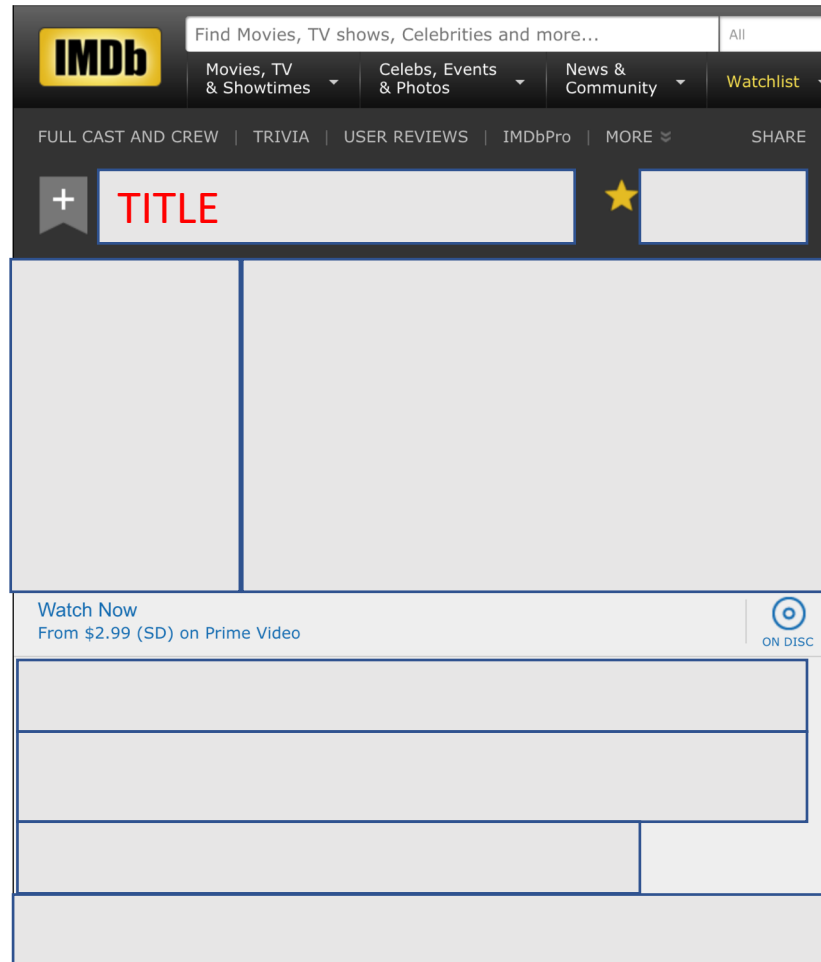 IMDb
Find Movies, TV shows, Celebrities and more...
All
Movies, TV
& Showtimes
Celebs, Events
& Photos
News &
Community
Watchlist
FULL CAST AND CREW | TRIVIA | USER REVIEWS | IMDbPro | MORE
SHARE
+
TITLE
Watch Now
From $2.99 (SD) on Prime Video
ON DISC